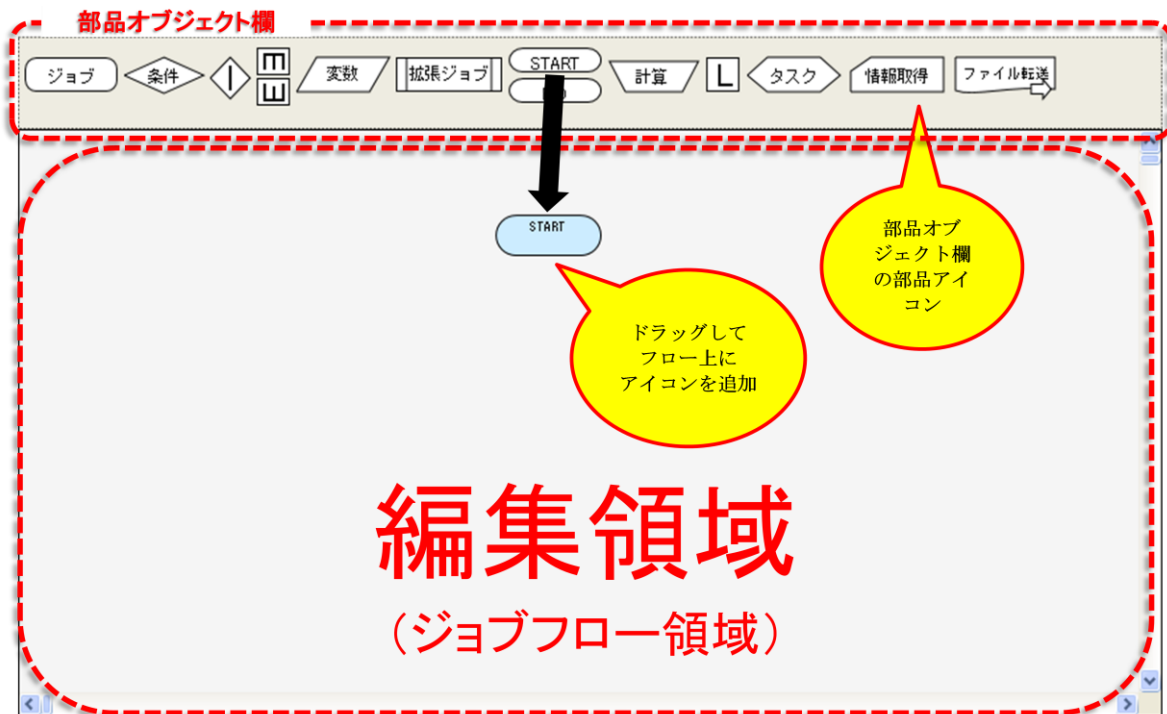 部品オブジェクト欄
ジョブ
条件
変数
拡張ジョブ
START
計算
L
タスク
情報取得
ファイル転送
START
部品オブ
ジェクト欄
の部品アイ
コン
ドラッグして
フロー上に
アイコンを追加
編集領域
（ジョブフロー領域）